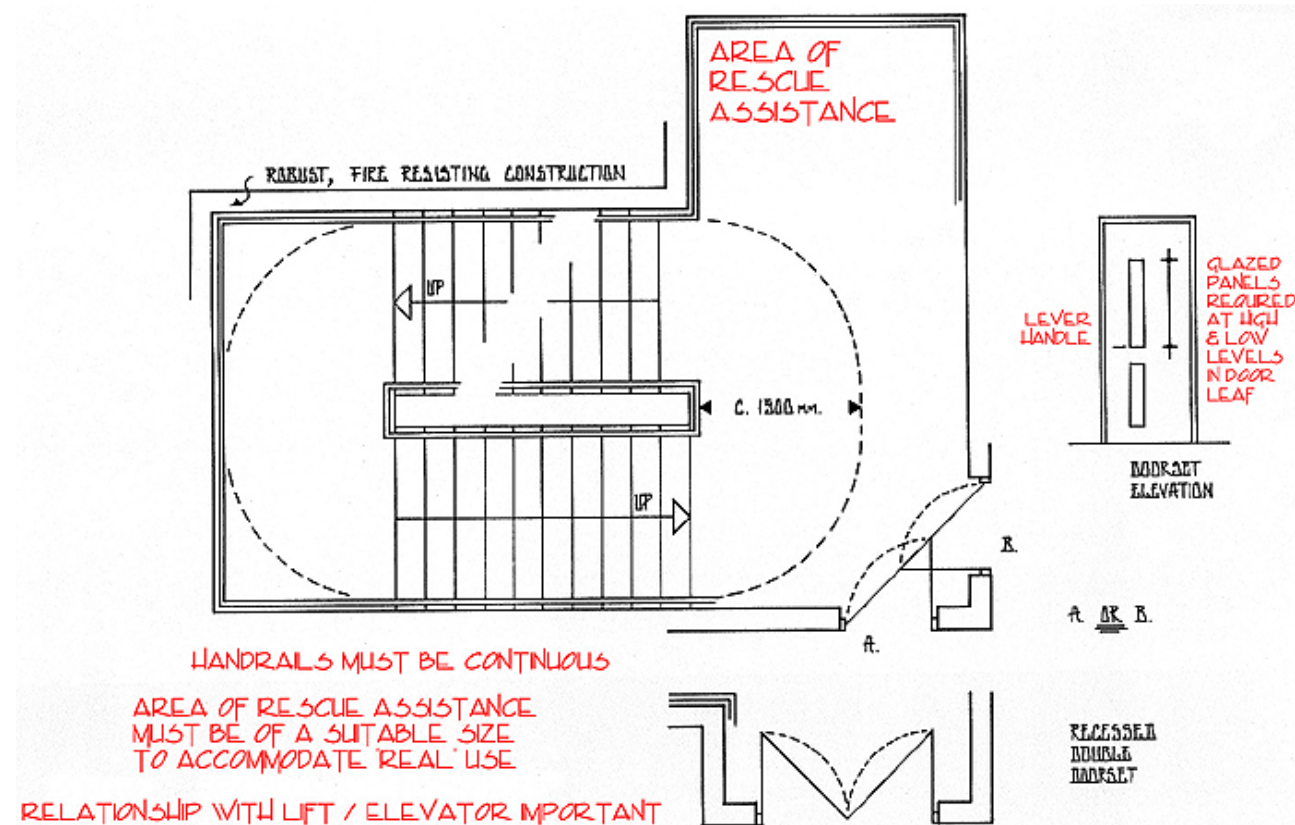 AREA OF
RESCUE
ASSISTANCE
ROBUST, FIRE RESISTING CONSTRUCTION
UP
C. 1500 MM.
UP
LEVER
HANDLE
GLAZED
PANELS
REQUIRED
AT HIGH
& LOW
LEVELS
IN DOOR
LEAF
DOORSET
ELEVATION
B.
A.
A OR B.
HANDRAILS MUST BE CONTINUOUS
AREA OF RESCUE ASSISTANCE
MUST BE OF A SUITABLE SIZE
TO ACCOMMODATE 'REAL' USE
RELATIONSHIP WITH LIFT / ELEVATOR IMPORTANT
RECESSED
DOUBLE
DOORSET